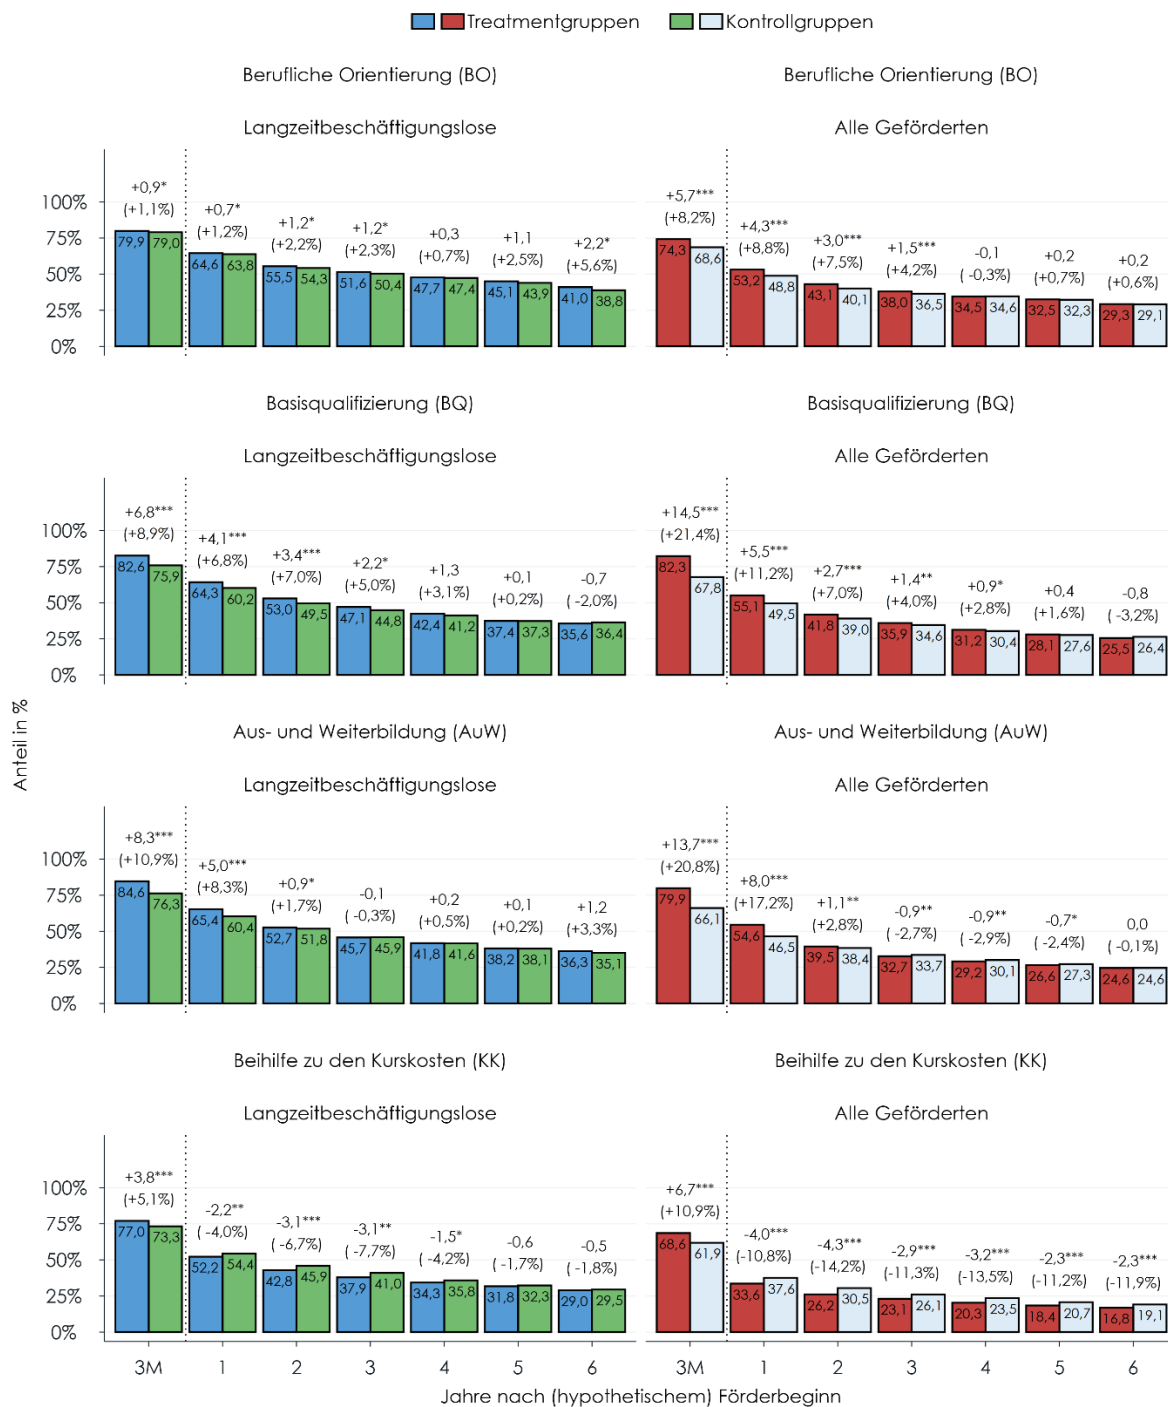 Treatmentgruppen Kontrollgruppen
Berufliche Orientierung (BO) Berufliche Orientierung (BO)
Langzeitbeschäftigungslose Alle Geförderten
+0,9* +0,7* +1,2* +1,2* +0,3 +1,1 +2,2* +5,7*** +4,3*** +3,0*** +1,5*** -0,1 +0,2 +0,2
(+1,1%) (+1,2%) (+2,2%) (+2,3%) (+0,7%) (+2,5%) (+5,6%) (+8,2%) (+8,8%) (+7,5%) (+4,2%) ( -0,3%) (+0,7%) (+0,6%)
100%
75%
50%
25%
0%
79,9 79,0 64,6 63,8 55,5 54,3 51,6 50,4 47,7 47,4 45,1 43,9 41,0 38,8 74,3 68,6 53,2 48,8 43,1 40,1 38,0 36,5 34,5 34,6 32,5 32,3 29,3 29,1
Basisqualifizierung (BQ) Basisqualifizierung (BQ)
Langzeitbeschäftigungslose Alle Geförderten
+6,8*** +4,1*** +3,4*** +2,2* +1,3 +0,1 -0,7 +14,5*** +5,5*** +2,7*** +1,4** +0,9* +0,4 -0,8
(+8,9%) (+6,8%) (+7,0%) (+5,0%) (+3,1%) (+0,2%) ( -2,0%) (+21,4%) (+11,2%) (+7,0%) (+4,0%) (+2,8%) (+1,6%) ( -3,2%)
100%
75%
50%
25%
0%
82,6 75,9 64,3 60,2 53,0 49,5 47,1 44,8 42,4 41,2 37,4 37,3 35,6 36,4 82,3 67,8 55,1 49,5 41,8 39,0 35,9 34,6 31,2 30,4 28,1 27,6 25,5 26,4
Anteil in %
Aus- und Weiterbildung (AuW) Aus- und Weiterbildung (AuW)
Langzeitbeschäftigungslose Alle Geförderten
+8,3*** +5,0*** +0,9* -0,1 +0,2 +0,1 +1,2 +13,7*** +8,0*** +1,1** -0,9** -0,9** -0,7* 0,0
(+10,9%) (+8,3%) (+1,7%) ( -0,3%) (+0,5%) (+0,2%) (+3,3%) (+20,8%) (+17,2%) (+2,8%) ( -2,7%) ( -2,9%) ( -2,4%) ( -0,1%)
100%
75%
50%
25%
0%
84,6 76,3 65,4 60,4 52,7 51,8 45,7 45,9 41,8 41,6 38,2 38,1 36,3 35,1 79,9 66,1 54,6 46,5 39,5 38,4 32,7 33,7 29,2 30,1 26,6 27,3 24,6 24,6
Beihilfe zu den Kurskosten (KK) Beihilfe zu den Kurskosten (KK)
Langzeitbeschäftigungslose Alle Geförderten
+3,8*** -2,2** -3,1*** -3,1** -1,5* -0,6 -0,5 +6,7*** -4,0*** -4,3*** -2,9*** -3,2*** -2,3*** -2,3***
(+5,1%) ( -4,0%) ( -6,7%) ( -7,7%) ( -4,2%) ( -1,7%) ( -1,8%) (+10,9%) (-10,8%) (-14,2%) (-11,3%) (-13,5%) (-11,2%) (-11,9%)
100%
75%
50%
25%
0%
77,0 73,3 52,2 54,4 42,8 45,9 37,9 41,0 34,3 35,8 31,8 32,3 29,0 29,5 68,6 61,9 33,6 37,6 26,2 30,5 23,1 26,1 20,3 23,5 18,4 20,7 16,8 19,1
3M 1 2 3 4 5 6 3M 1 2 3 4 5 6
Jahre nach (hypothetischem) Förderbeginn